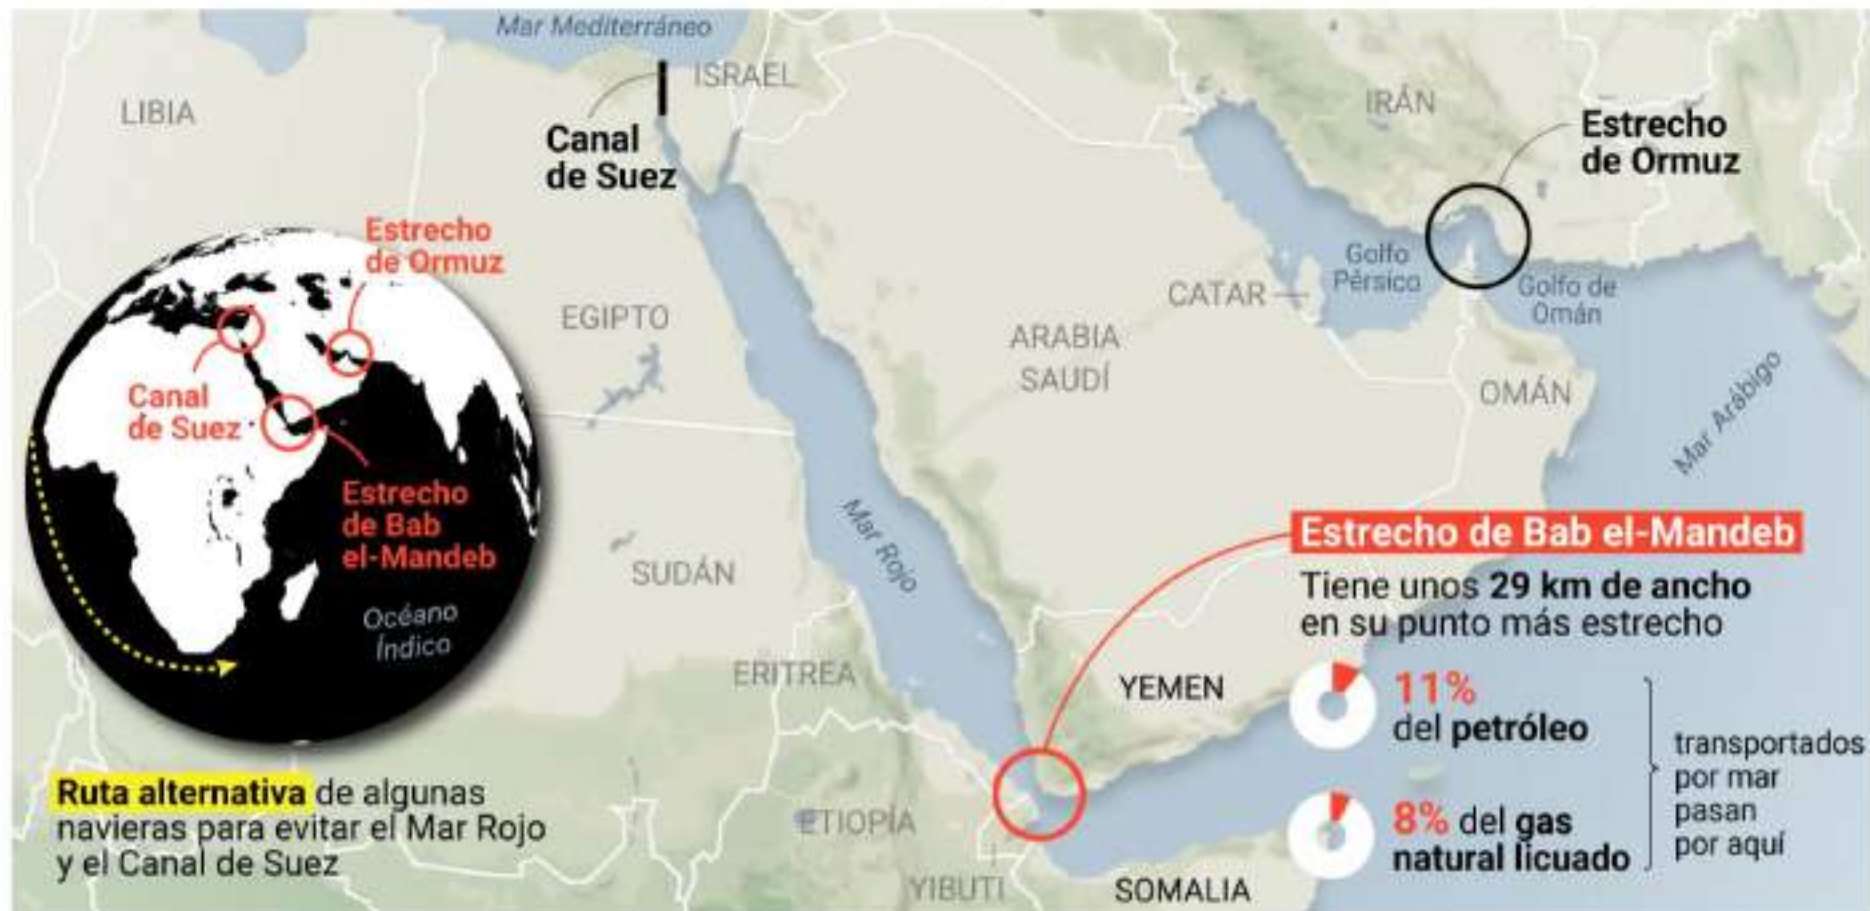 Mar Mediterráneo
LIBIA
ISRAEL
Canal
de Suez
IRÁN
Estrecho
de Ormuz
Golfo
Pérsico
Golfo de
Omán
CATAR
EGIPTO
ARABIA
SAUDÍ
OMÁN
Mar Arábigo
Mar Rojo
SUDÁN
ERITREA
YEMEN
ETIOPÍA
YIBUTI
SOMALIA
Estrecho
de Ormuz
Canal
de Suez
Estrecho
de Bab
el-Mandeb
Océano
Índico
Ruta alternativa de algunas
navieras para evitar el Mar Rojo
y el Canal de Suez
Estrecho de Bab el-Mandeb
Tiene unos 29 km de ancho
en su punto más estrecho
11%
del petróleo
8% del gas
natural licuado
transportados
por mar
pasan
por aquí